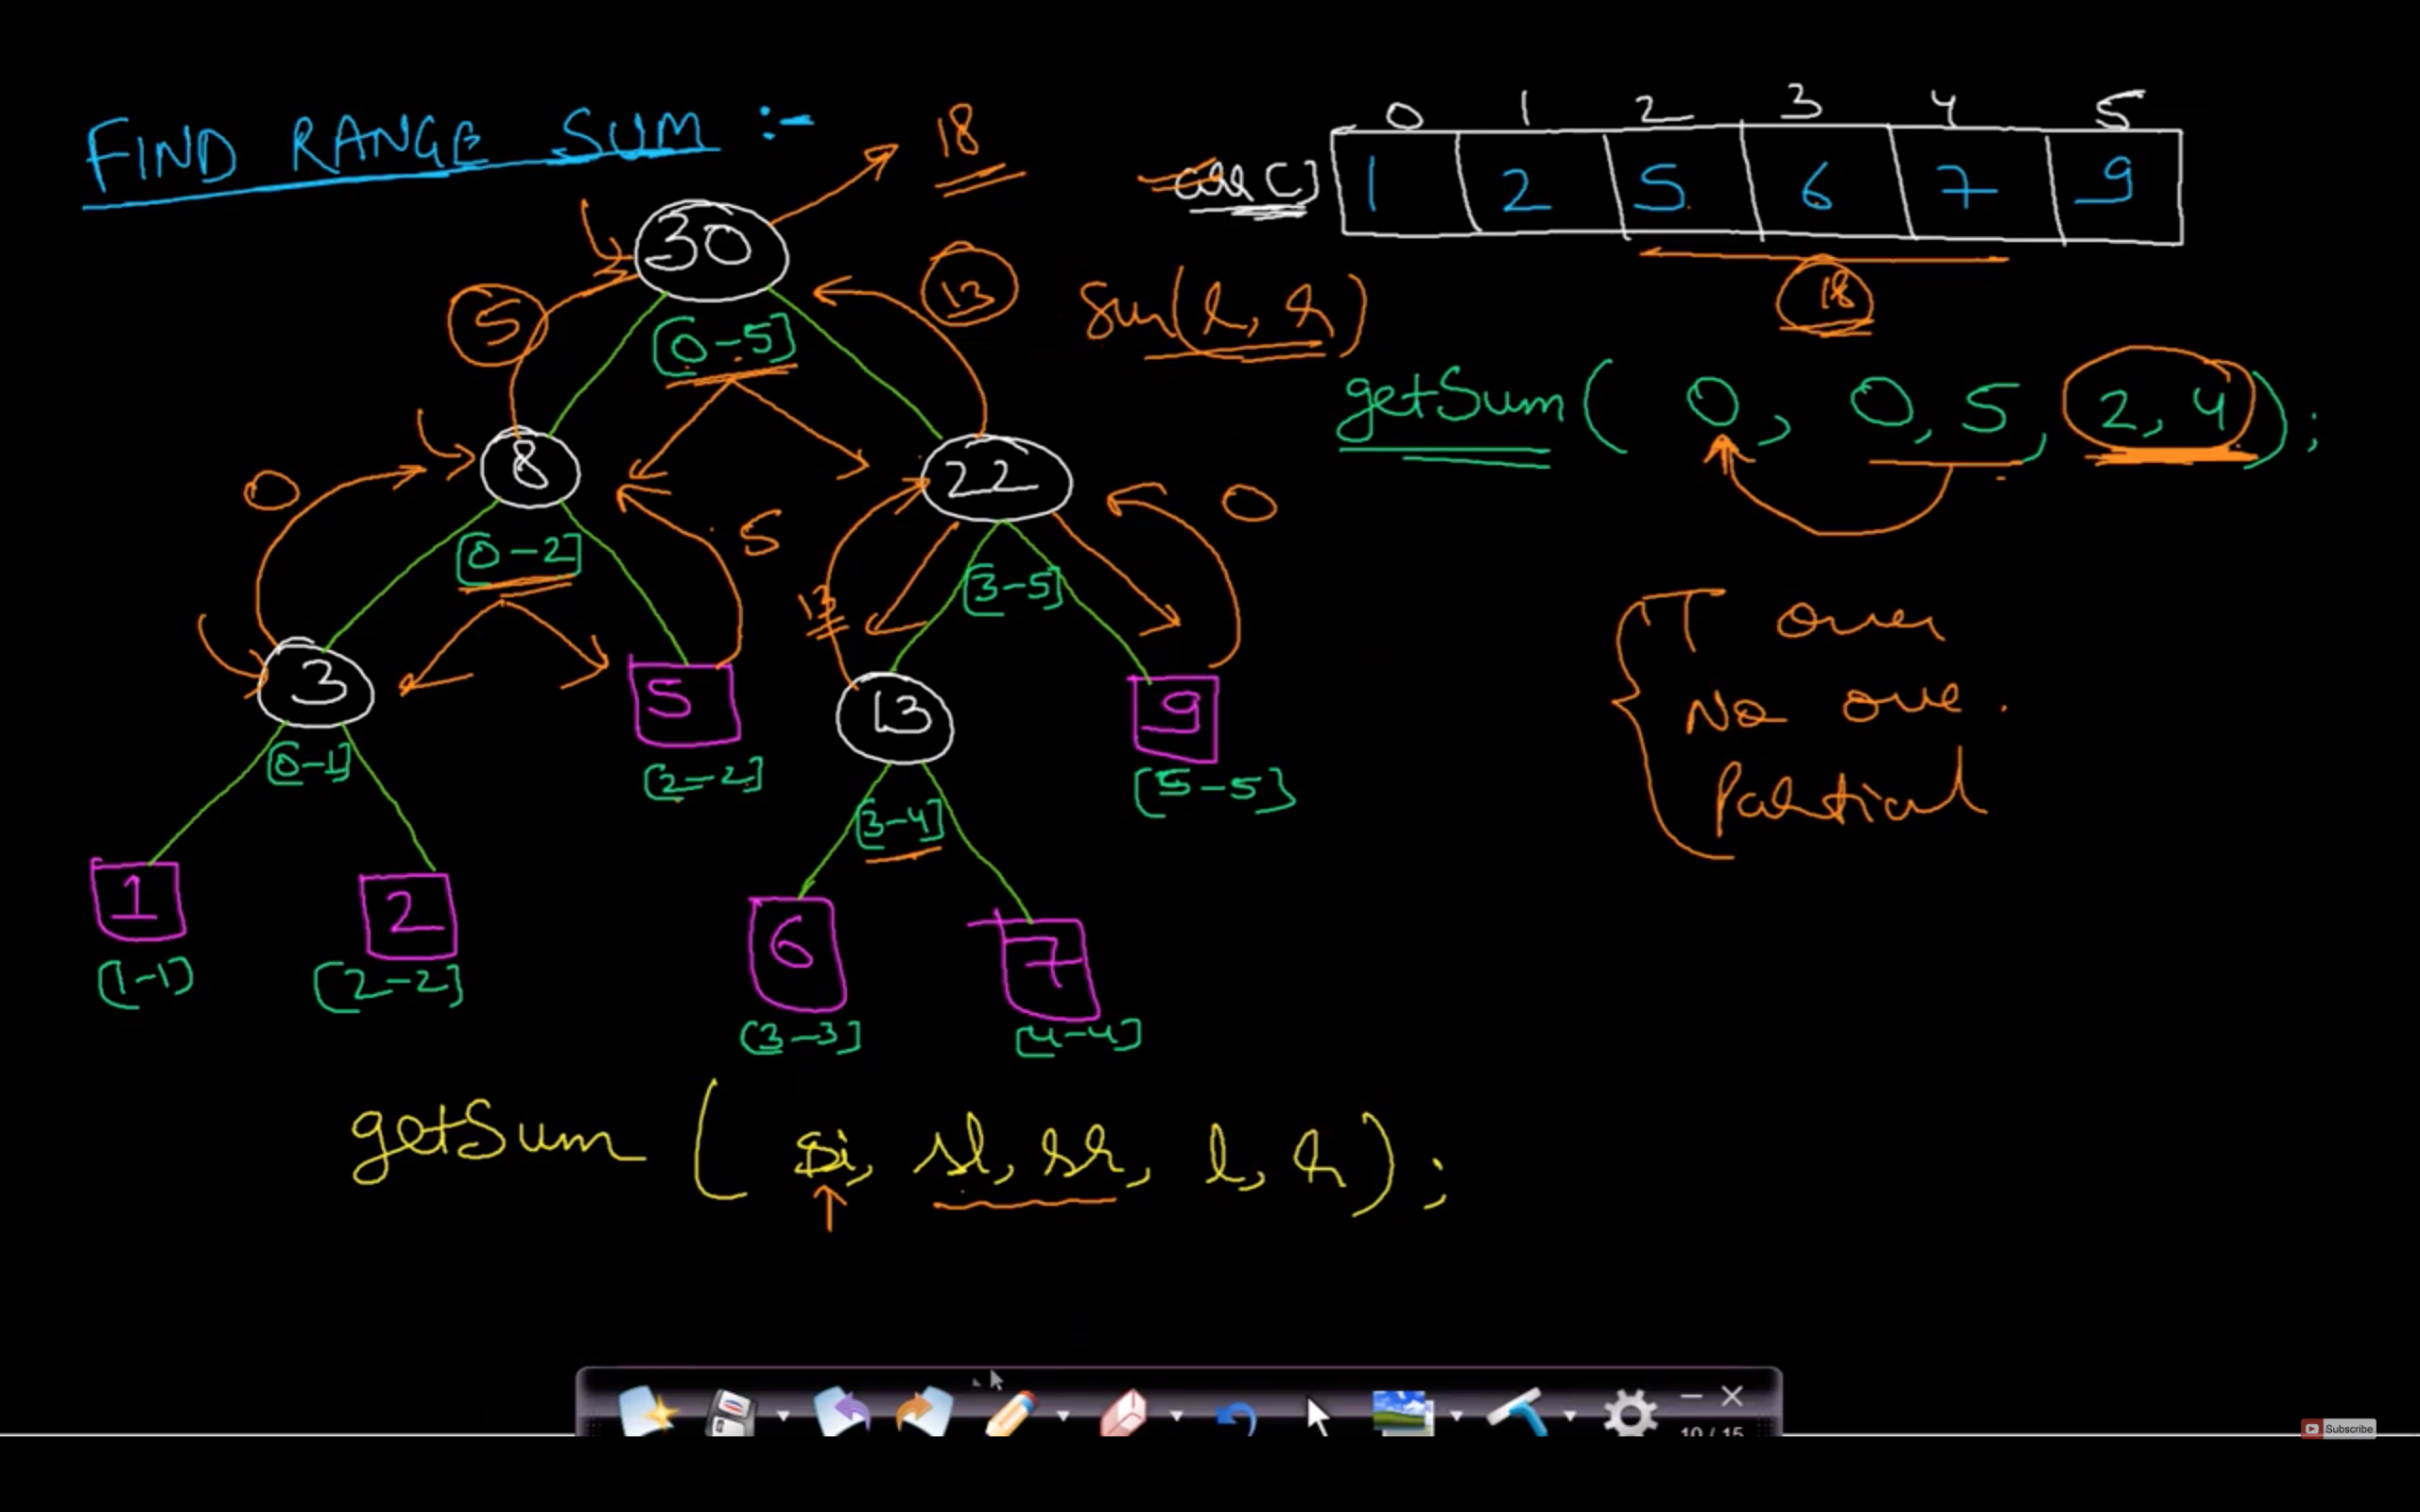 FIND RANGE SUM :-
18
0 1 2 3 4 5
arr[] 1 2 5 6 7 9
18
30
5
13
sum(l, r)
[0-5]
getSum( 0, 0, 5, 2, 4);
8
22
0
5
0
[0-2]
[3-5]
13
T over
No ove.
Partial
3
5
13
9
[0-1]
[2-2]
[3-4]
[5-5]
1
2
6
7
[1-1]
[2-2]
[3-3]
[4-4]
getSum ( si, sl, sr, l, r);
10 / 15
Subscribe